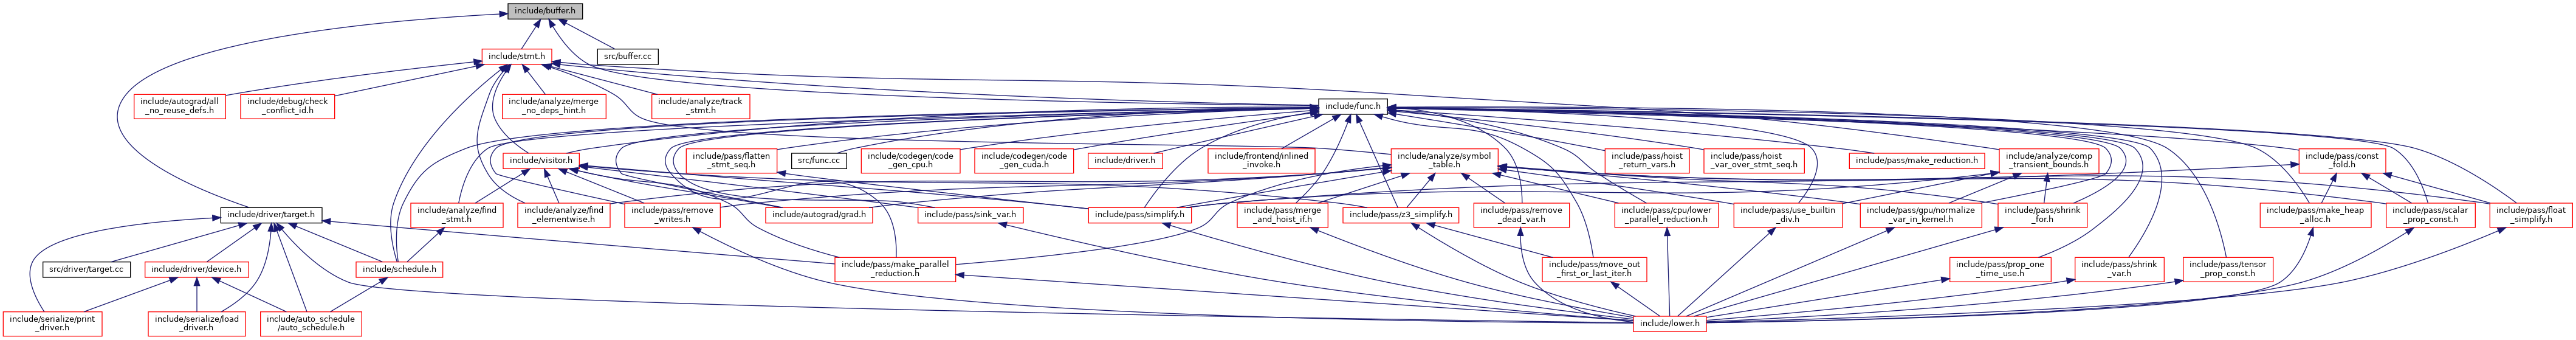 include/buffer.h
include/stmt.h
src/buffer.cc
include/autograd/all
_no_reuse_defs.h
include/debug/check
_conflict_id.h
include/analyze/merge
_no_deps_hint.h
include/analyze/track
_stmt.h
include/func.h
include/visitor.h
include/pass/flatten
_stmt_seq.h
src/func.cc
include/codegen/code
_gen_cpu.h
include/codegen/code
_gen_cuda.h
include/driver.h
include/frontend/inlined
_invoke.h
include/analyze/symbol
_table.h
include/pass/hoist
_return_vars.h
include/pass/hoist
_var_over_stmt_seq.h
include/pass/make_reduction.h
include/analyze/comp
_transient_bounds.h
include/pass/const
_fold.h
include/driver/target.h
include/analyze/find
_stmt.h
include/analyze/find
_elementwise.h
include/pass/remove
_writes.h
include/autograd/grad.h
include/pass/sink_var.h
include/pass/simplify.h
include/pass/merge
_and_hoist_if.h
include/pass/z3_simplify.h
include/pass/remove
_dead_var.h
include/pass/cpu/lower
_parallel_reduction.h
include/pass/use_builtin
_div.h
include/pass/gpu/normalize
_var_in_kernel.h
include/pass/shrink
_for.h
include/pass/make_heap
_alloc.h
include/pass/scalar
_prop_const.h
include/pass/float
_simplify.h
src/driver/target.cc
include/driver/device.h
include/schedule.h
include/pass/make_parallel
_reduction.h
include/pass/move_out
_first_or_last_iter.h
include/pass/prop_one
_time_use.h
include/pass/shrink
_var.h
include/pass/tensor
_prop_const.h
include/serialize/print
_driver.h
include/serialize/load
_driver.h
include/auto_schedule
/auto_schedule.h
include/lower.h